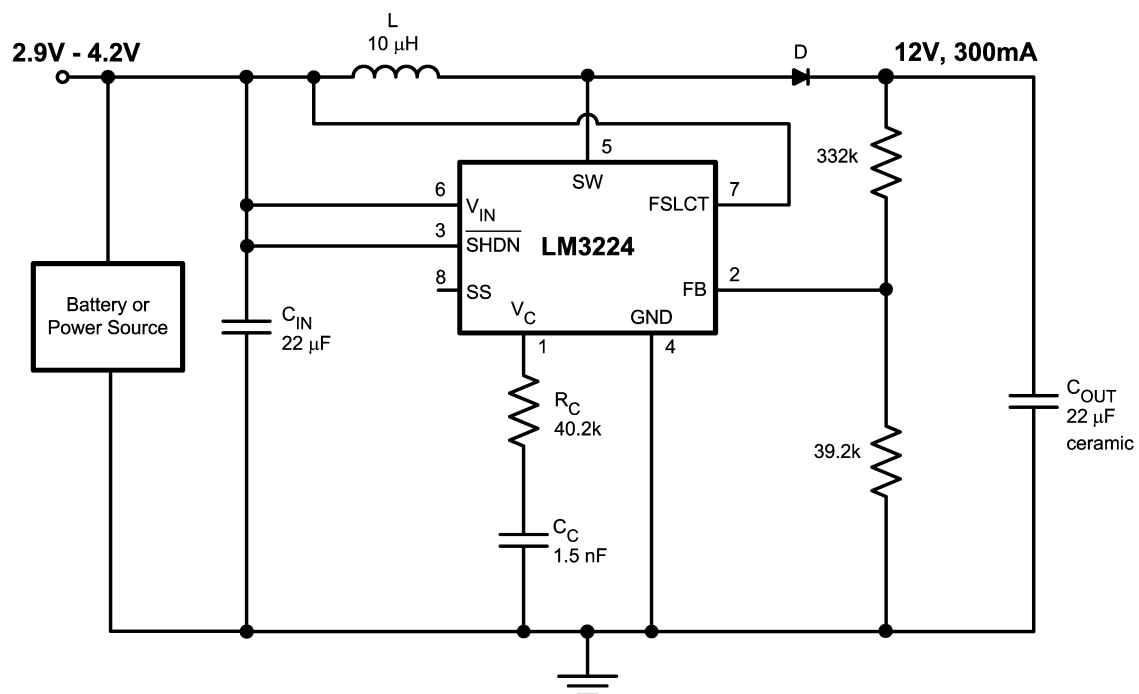 L
10 μH
2.9V - 4.2V
D
12V, 300mA
5
332k
SW
6
7
V_IN
FSLCT
3
SHDN
LM3224
8
2
SS
FB
Battery or
Power Source
C_IN
22 μF
V_C
GND
1
4
R_C
40.2k
C_OUT
22 μF
ceramic
39.2k
C_C
1.5 nF